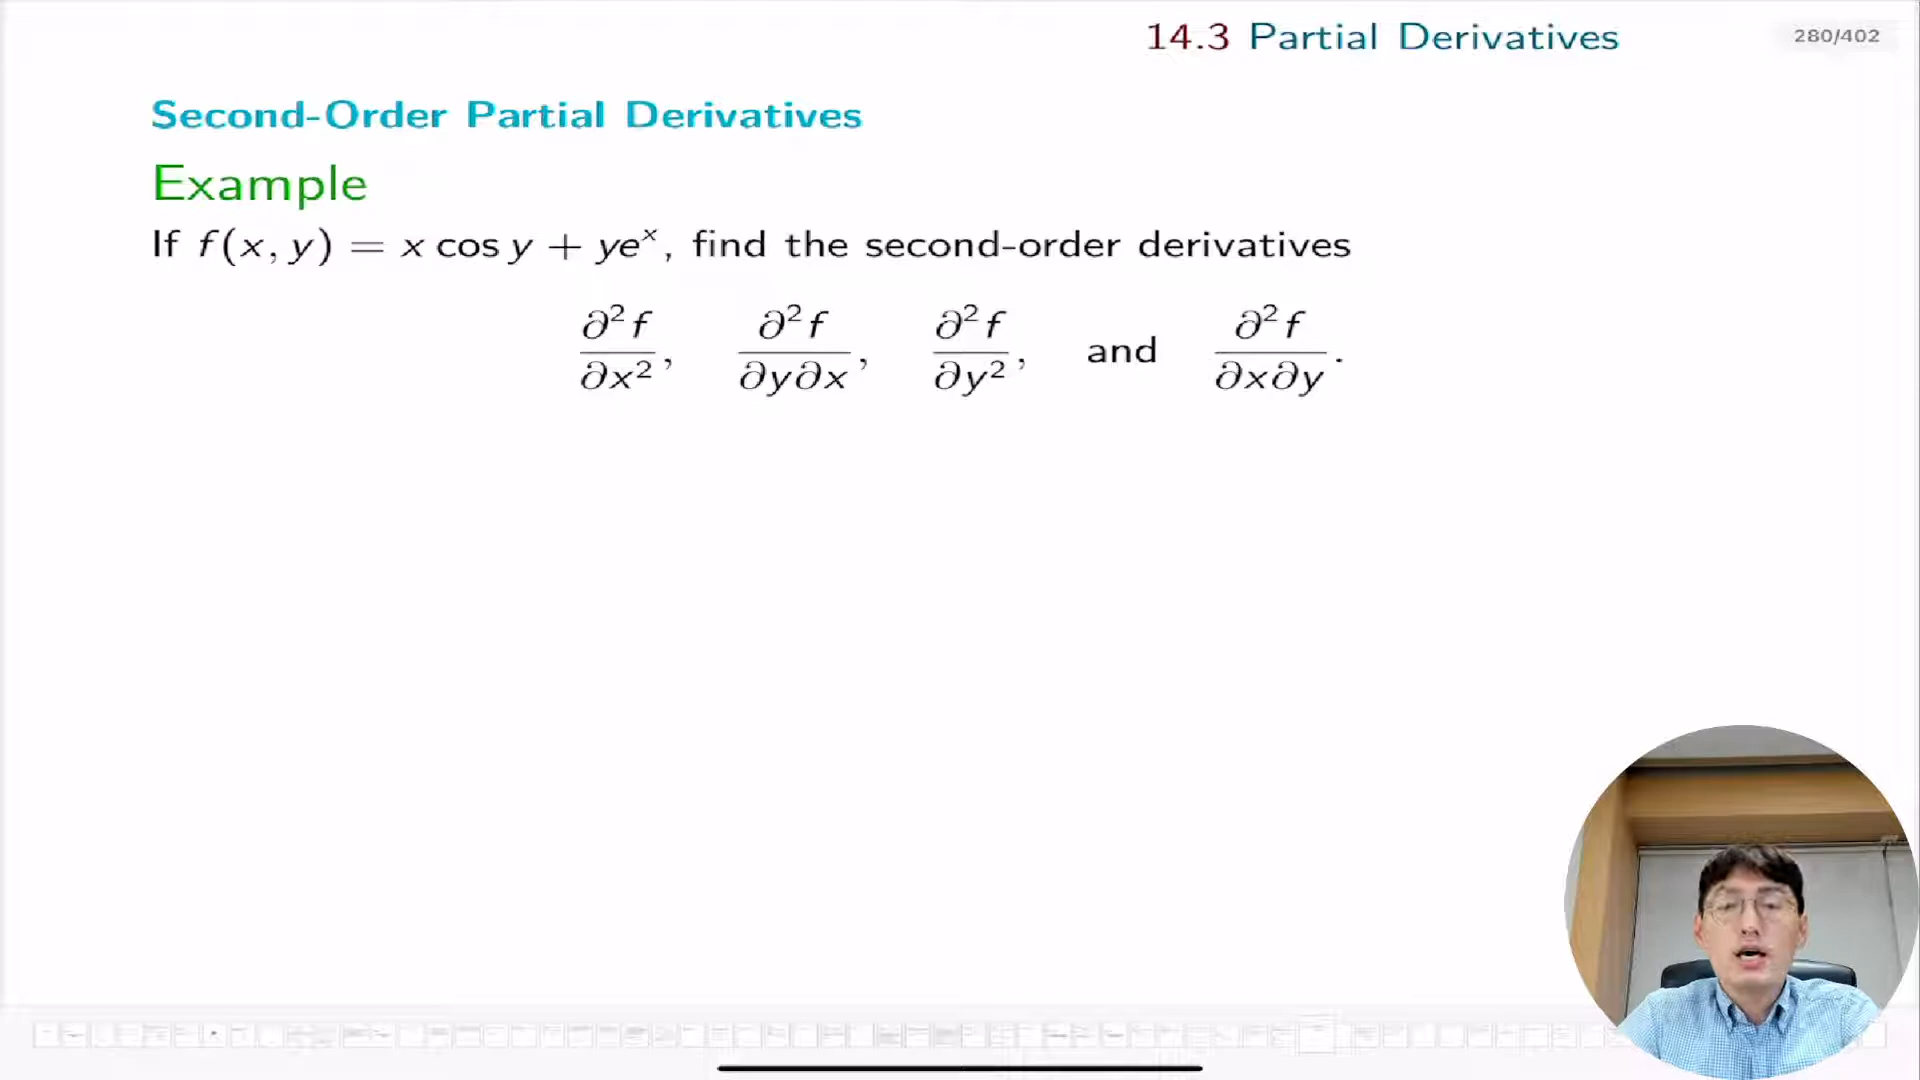 14.3 Partial Derivatives
280/402
Second-Order Partial Derivatives
Example
If f(x, y) = x cos y + yeˣ, find the second-order derivatives
∂²f/∂x², ∂²f/∂y∂x, ∂²f/∂y², and ∂²f/∂x∂y.